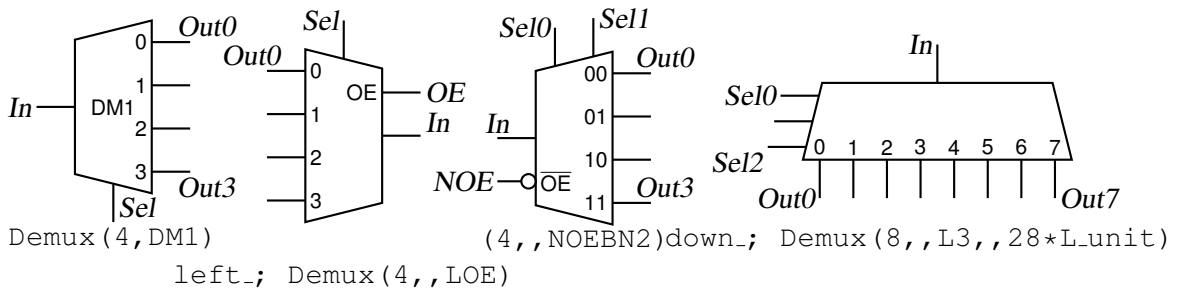 Out0
0
1
In
DM1
2
3
Out3
Sel
Demux(4,DM1)
Sel
Out0
0
OE
OE
1
In
2
3
left_; Demux(4,,LOE)
Sel0
Sel1
00
Out0
01
In
10
NOE
OE
11
Out3
(4,,NOEBN2)
In
Sel0
Sel2
0 1 2 3 4 5 6 7
Out0
Out7
down_; Demux(8,,L3,,28*L_unit)